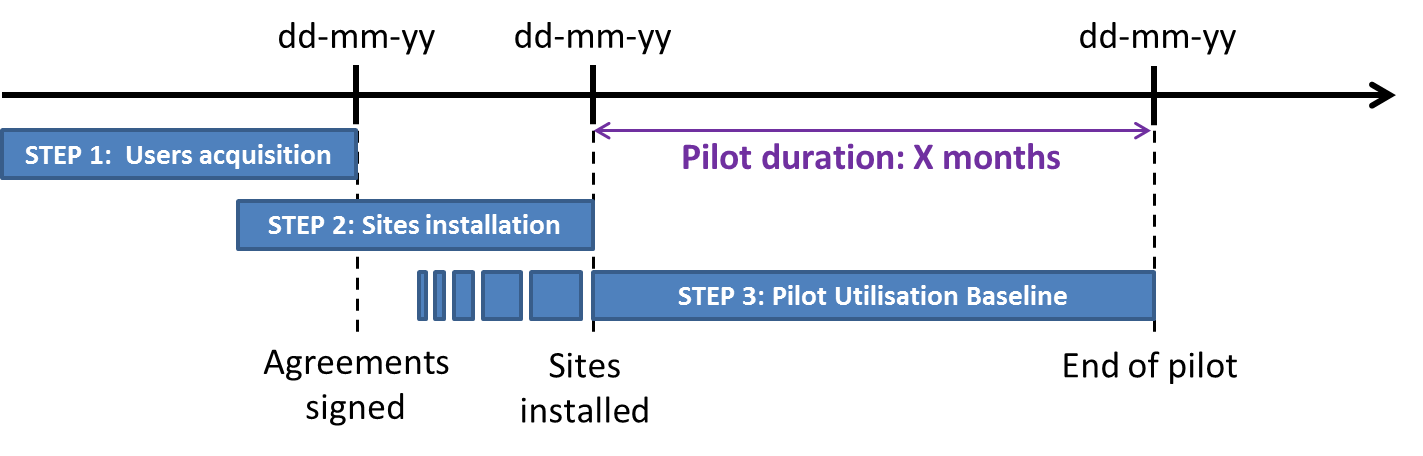 dd-mm-yy
dd-mm-yy
dd-mm-yy
STEP 1:  Users acquisition
Pilot duration: X months
STEP 2: Sites installation
STEP 3: Pilot Utilisation Baseline
Agreements
signed
Sites
installed
End of pilot